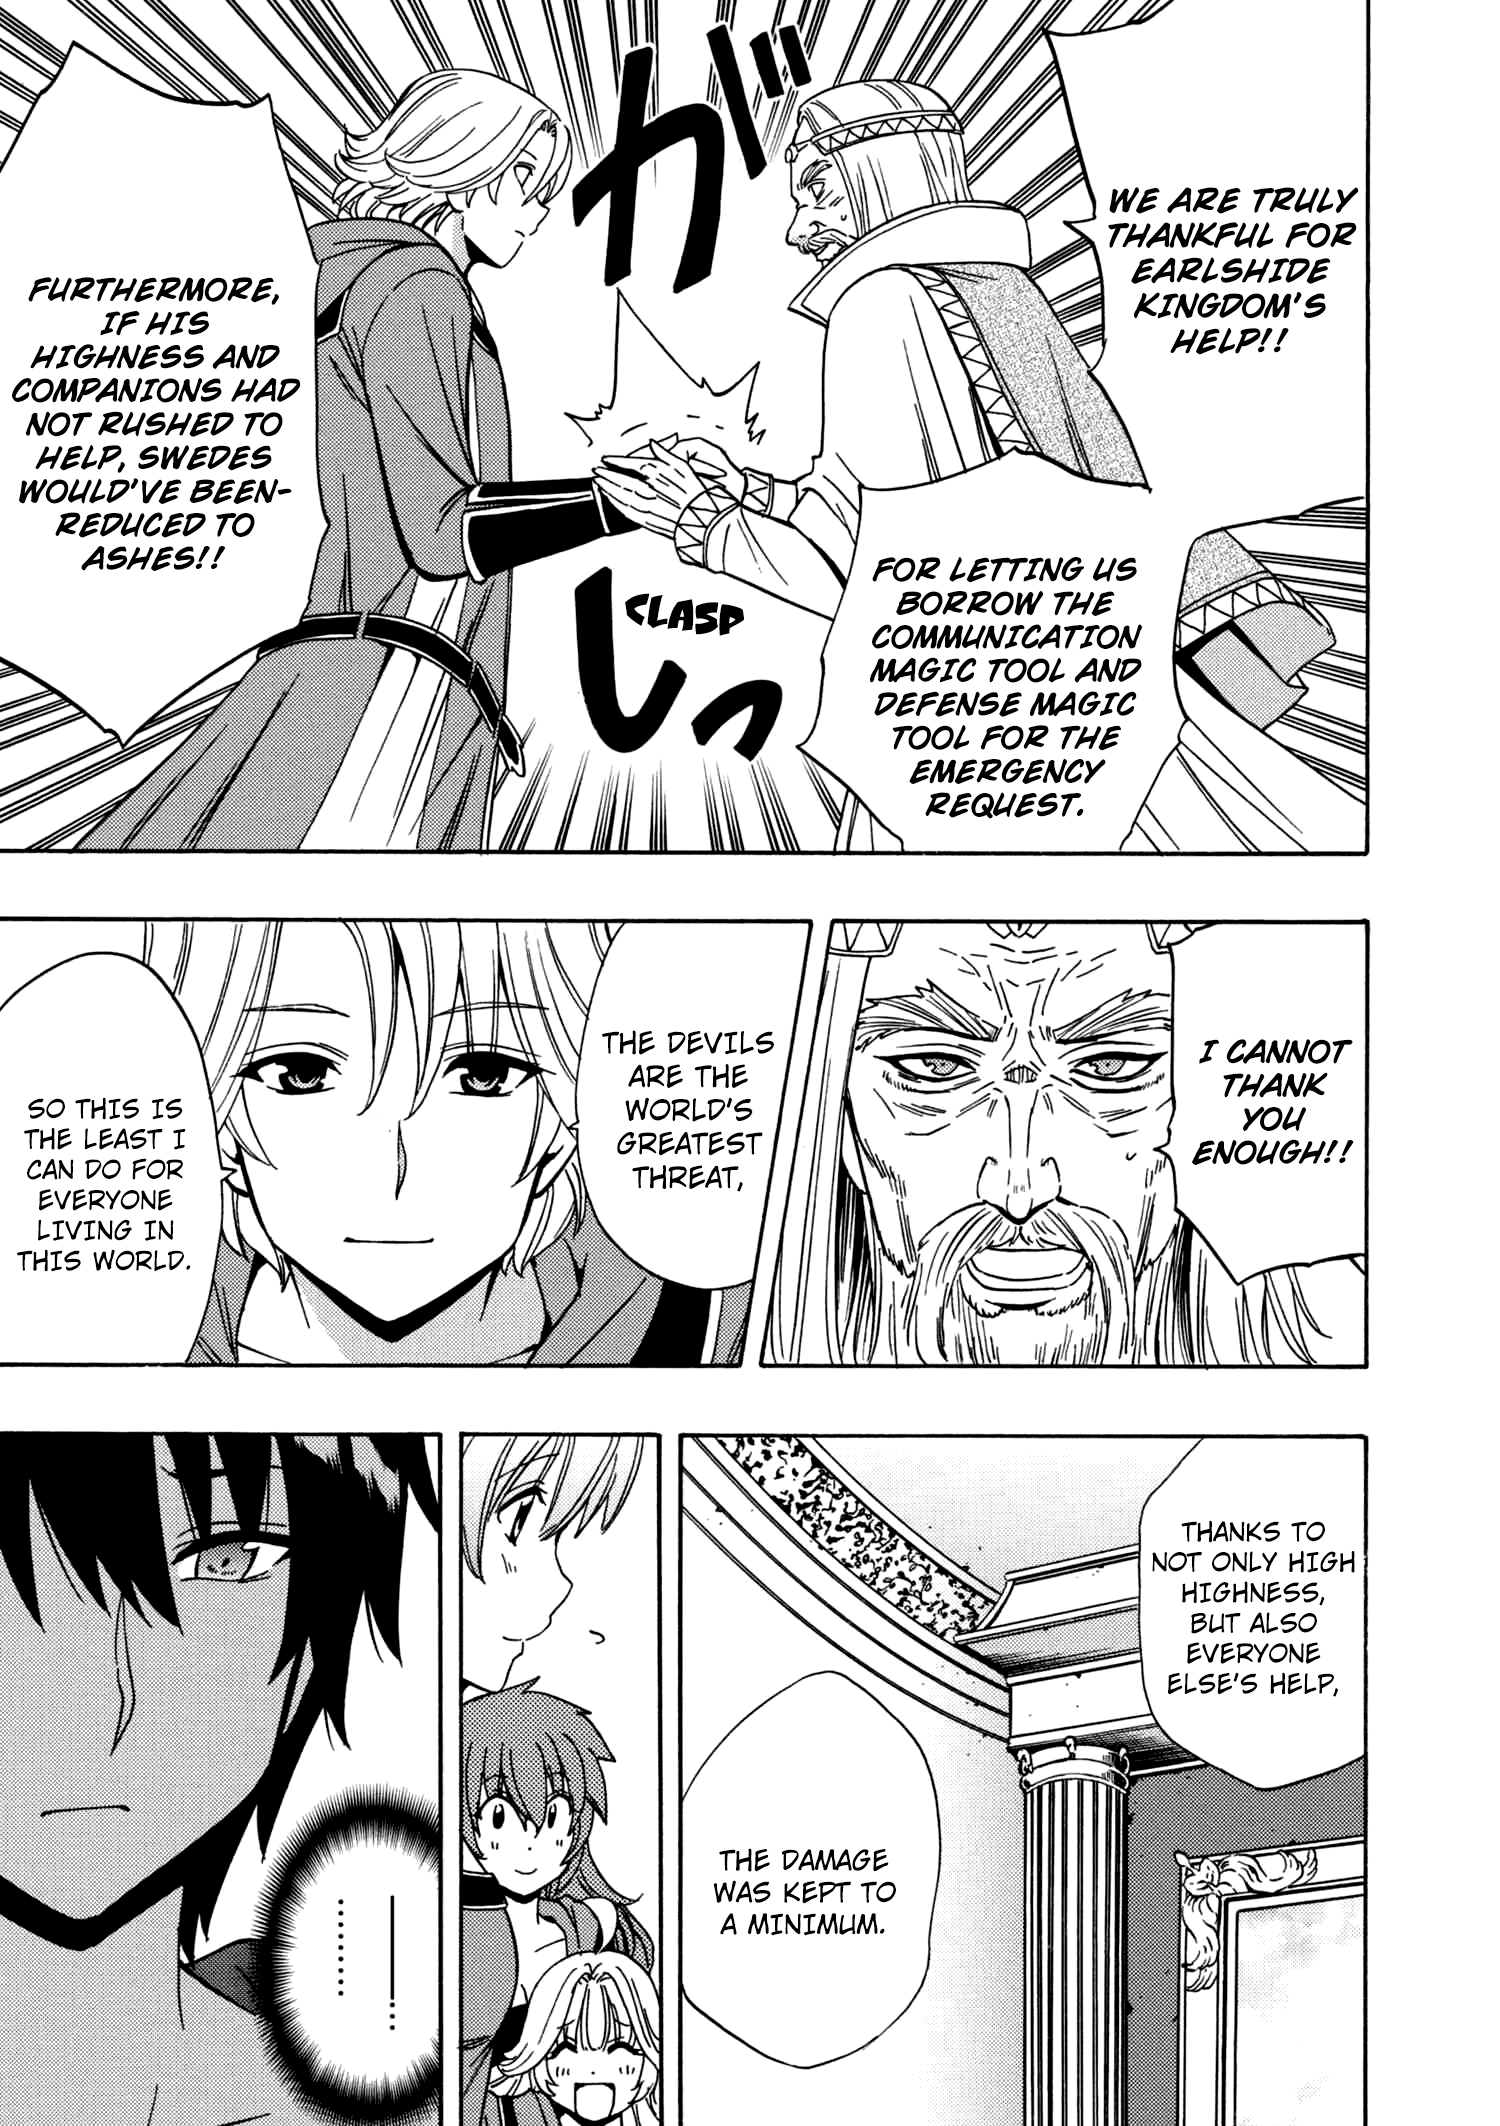 WE ARE TRULY
THANKFUL FOR
EARLSHIDE
KINGDOM'S
HELP!!
FOR LETTING US
BORROW THE
COMMUNICATION
MAGIC TOOL AND
DEFENSE MAGIC
TOOL FOR THE
EMERGENCY
REQUEST.
ガ
しっ
CLASP
FURTHERMORE,
IF HIS
HIGHNESS AND
COMPANIONS HAD
NOT RUSHED TO
HELP, SWEDES
WOULD'VE BEEN-
REDUCED TO
ASHES!!
I CANNOT
THANK
YOU
ENOUGH!!
THE DEVILS
ARE THE
WORLD'S
GREATEST
THREAT,
SO THIS IS
THE LEAST I
CAN DO FOR
EVERYONE
LIVING IN
THIS WORLD.
THANKS TO
NOT ONLY HIGH
HIGHNESS,
BUT ALSO
EVERYONE
ELSE'S HELP,
THE DAMAGE
WAS KEPT TO
A MINIMUM.
―.
………